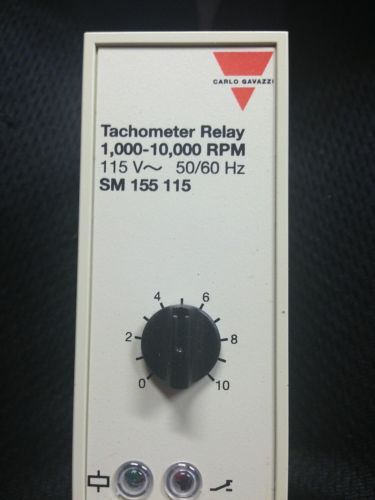 CARLO GAVAZZI
Tachometer Relay
1,000-10,000 RPM
115 V~ 50/60 Hz
SM 155 115
4 6
2 8
0 10